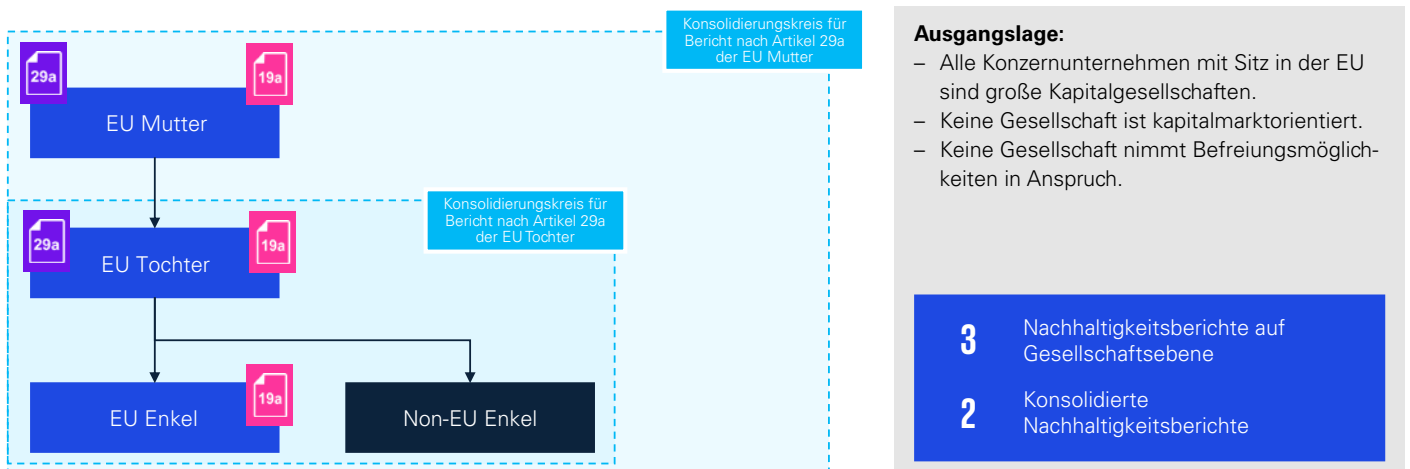 Konsolidierungskreis für
Bericht nach Artikel 29a
der EU Mutter
29a
19a
EU Mutter
Konsolidierungskreis für
Bericht nach Artikel 29a
der EU Tochter
29a
19a
EU Tochter
19a
EU Enkel
Non-EU Enkel
Ausgangslage:
– Alle Konzernunternehmen mit Sitz in der EU
sind große Kapitalgesellschaften.
– Keine Gesellschaft ist kapitalmarktorientiert.
– Keine Gesellschaft nimmt Befreiungsmöglich-
keiten in Anspruch.
3 Nachhaltigkeitsberichte auf
Gesellschaftsebene
2 Konsolidierte
Nachhaltigkeitsberichte